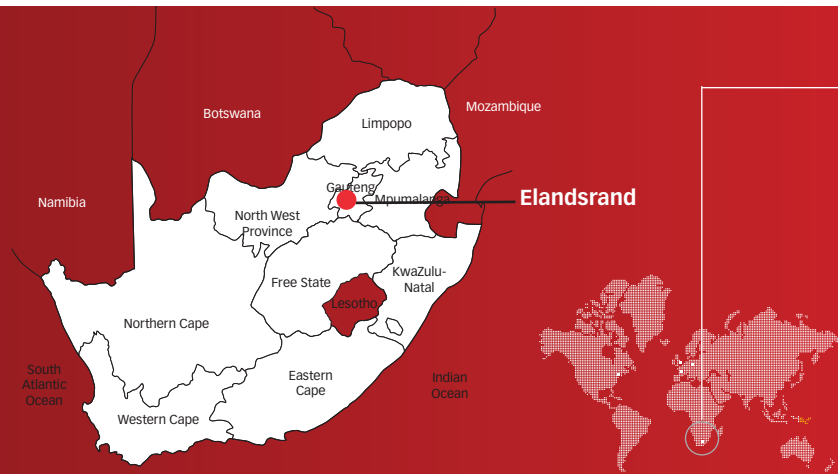 Botswana
Mozambique
Limpopo
Gauteng
Mpumalanga
Elandsrand
Namibia
North West
Province
KwaZulu-
Natal
Free State
Lesotho
Northern Cape
South
Atlantic
Ocean
Eastern
Cape
Indian
Ocean
Western Cape